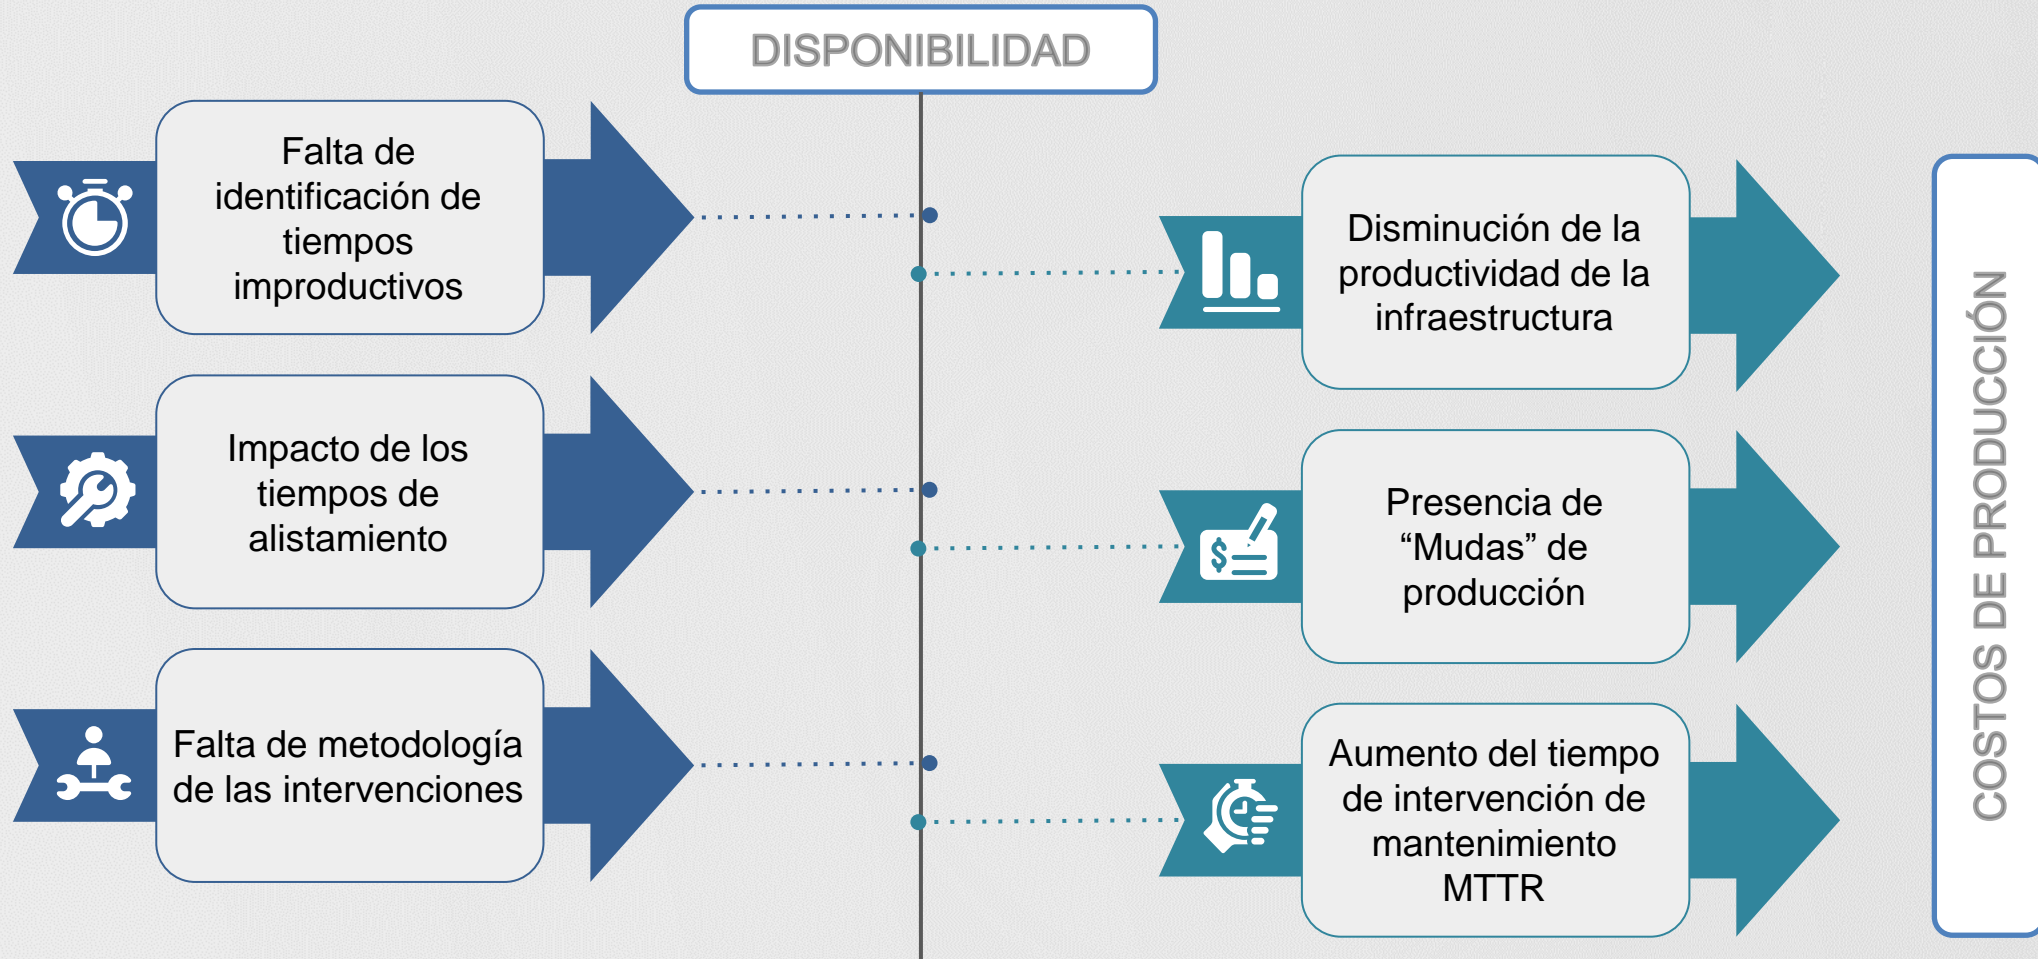 DISPONIBILIDAD
Falta de
identificación de
tiempos
improductivos
Impacto de los
tiempos de
alistamiento
Falta de metodología
de las intervenciones
Disminución de la
productividad de la
infraestructura
Presencia de
“Mudas” de
producción
$
Aumento del tiempo
de intervención de
mantenimiento
MTTR
COSTOS DE PRODUCCIÓN